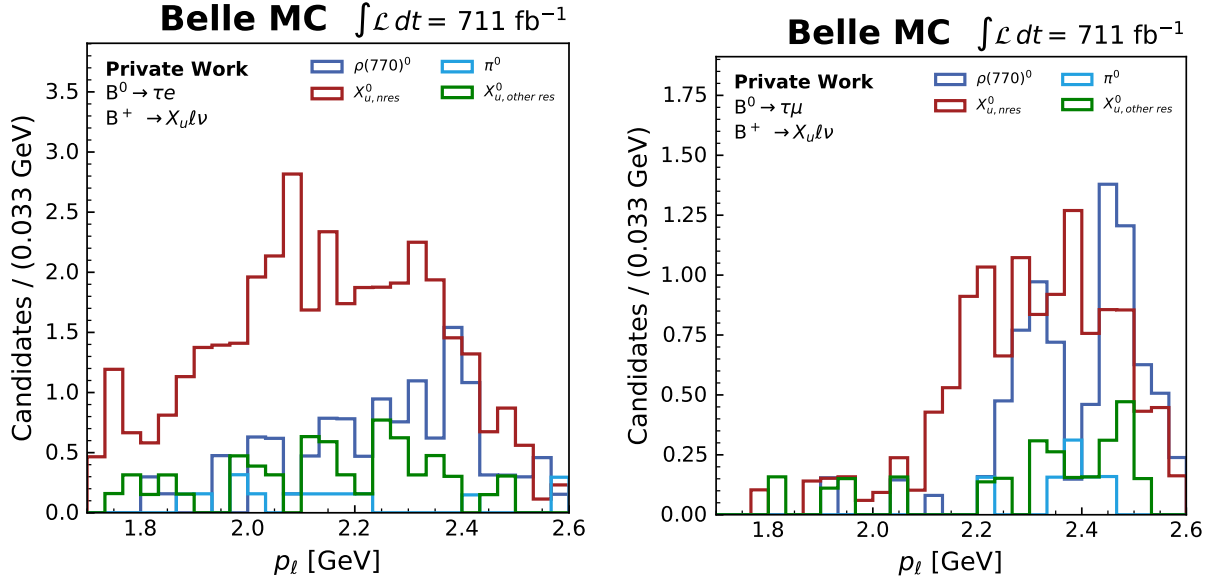 Belle MC ∫ℒ dt = 711 fb⁻¹
Private Work
B⁰ → τe
B⁺ → X_uℓν
ρ(770)⁰
π⁰
X⁰_{u, nres}
X⁰_{u, other res}
Candidates / (0.033 GeV)
3.5
3.0
2.5
2.0
1.5
1.0
0.5
0.0
1.8 2.0 2.2 2.4 2.6
p_ℓ [GeV]
Belle MC ∫ℒ dt = 711 fb⁻¹
Private Work
B⁰ → τμ
B⁺ → X_uℓν
ρ(770)⁰
π⁰
X⁰_{u, nres}
X⁰_{u, other res}
Candidates / (0.033 GeV)
1.75
1.50
1.25
1.00
0.75
0.50
0.25
0.00
1.8 2.0 2.2 2.4 2.6
p_ℓ [GeV]